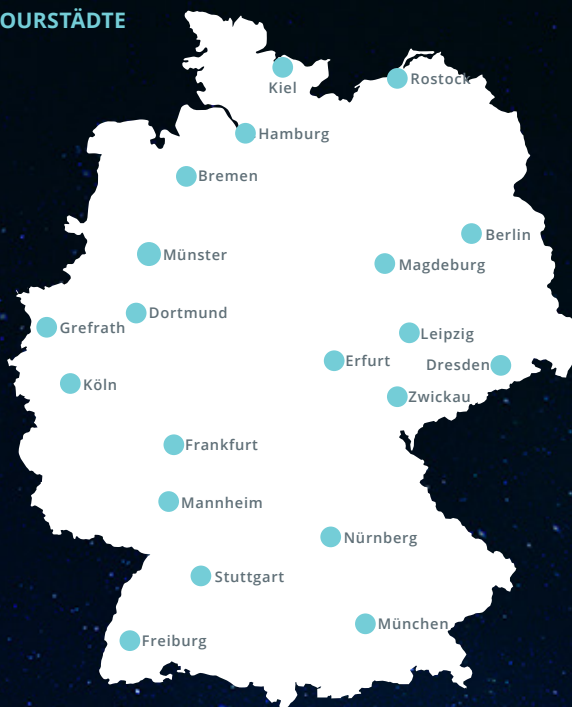 OURSTÄDTE
Kiel
Rostock
Hamburg
Bremen
Berlin
Münster
Magdeburg
Dortmund
Grefrath
Leipzig
Erfurt
Dresden
Köln
Zwickau
Frankfurt
Mannheim
Nürnberg
Stuttgart
München
Freiburg